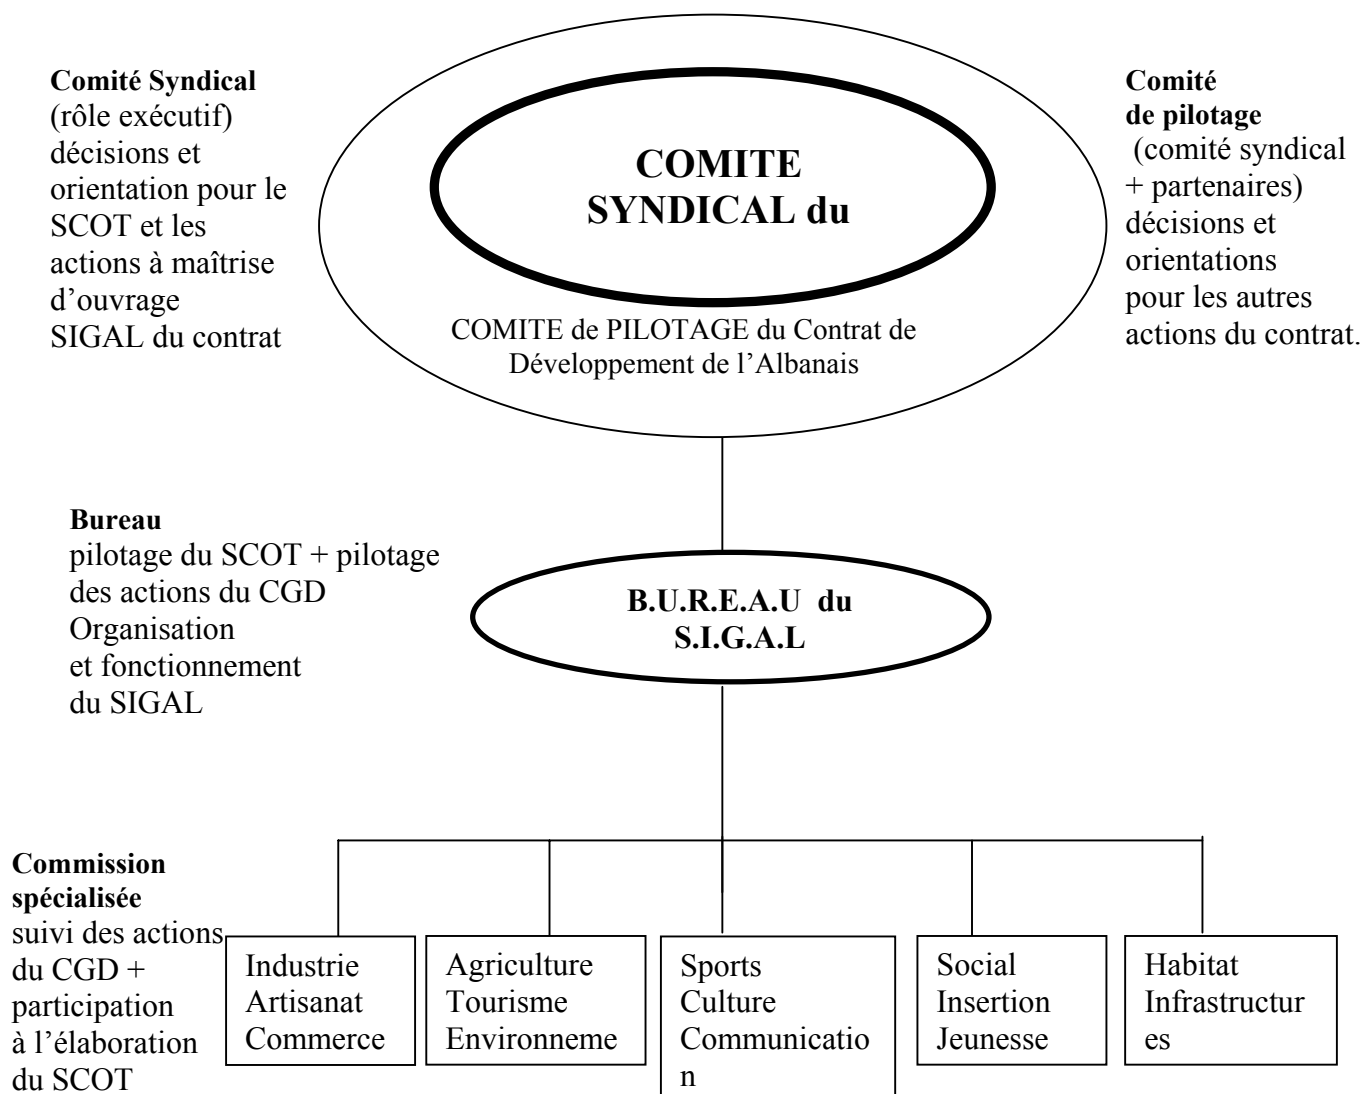 Comité Syndical
(rôle exécutif)
décisions et
orientation pour le
SCOT et les
actions à maîtrise
d’ouvrage
SIGAL du contrat
COMITE
SYNDICAL du
COMITE de PILOTAGE du Contrat de
Développement de l’Albanais
Comité
de pilotage
(comité syndical
+ partenaires)
décisions et
orientations
pour les autres
actions du contrat.
Bureau
pilotage du SCOT + pilotage
des actions du CGD
Organisation
et fonctionnement
du SIGAL
B.U.R.E.A.U du
S.I.G.A.L
Commission
spécialisée
suivi des actions
du CGD +
participation
à l’élaboration
du SCOT
Industrie
Artisanat
Commerce
Agriculture
Tourisme
Environneme
Sports
Culture
Communicatio
n
Social
Insertion
Jeunesse
Habitat
Infrastructur
es